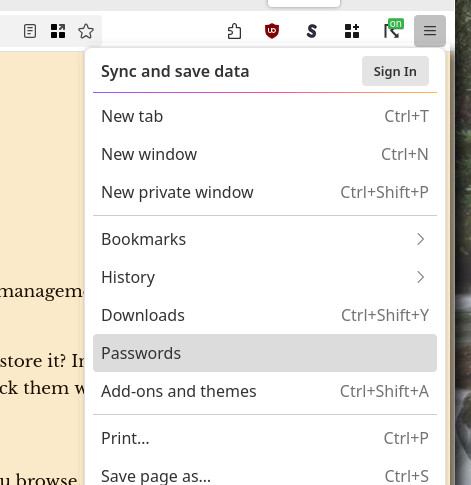 on
Sync and save data Sign In
New tab Ctrl+T
New window Ctrl+N
New private window Ctrl+Shift+P
Bookmarks
History
managem
Downloads Ctrl+Shift+Y
Passwords
store it? I
ck them w
Add-ons and themes Ctrl+Shift+A
Print... Ctrl+P
Save page as... Ctrl+S
u browse